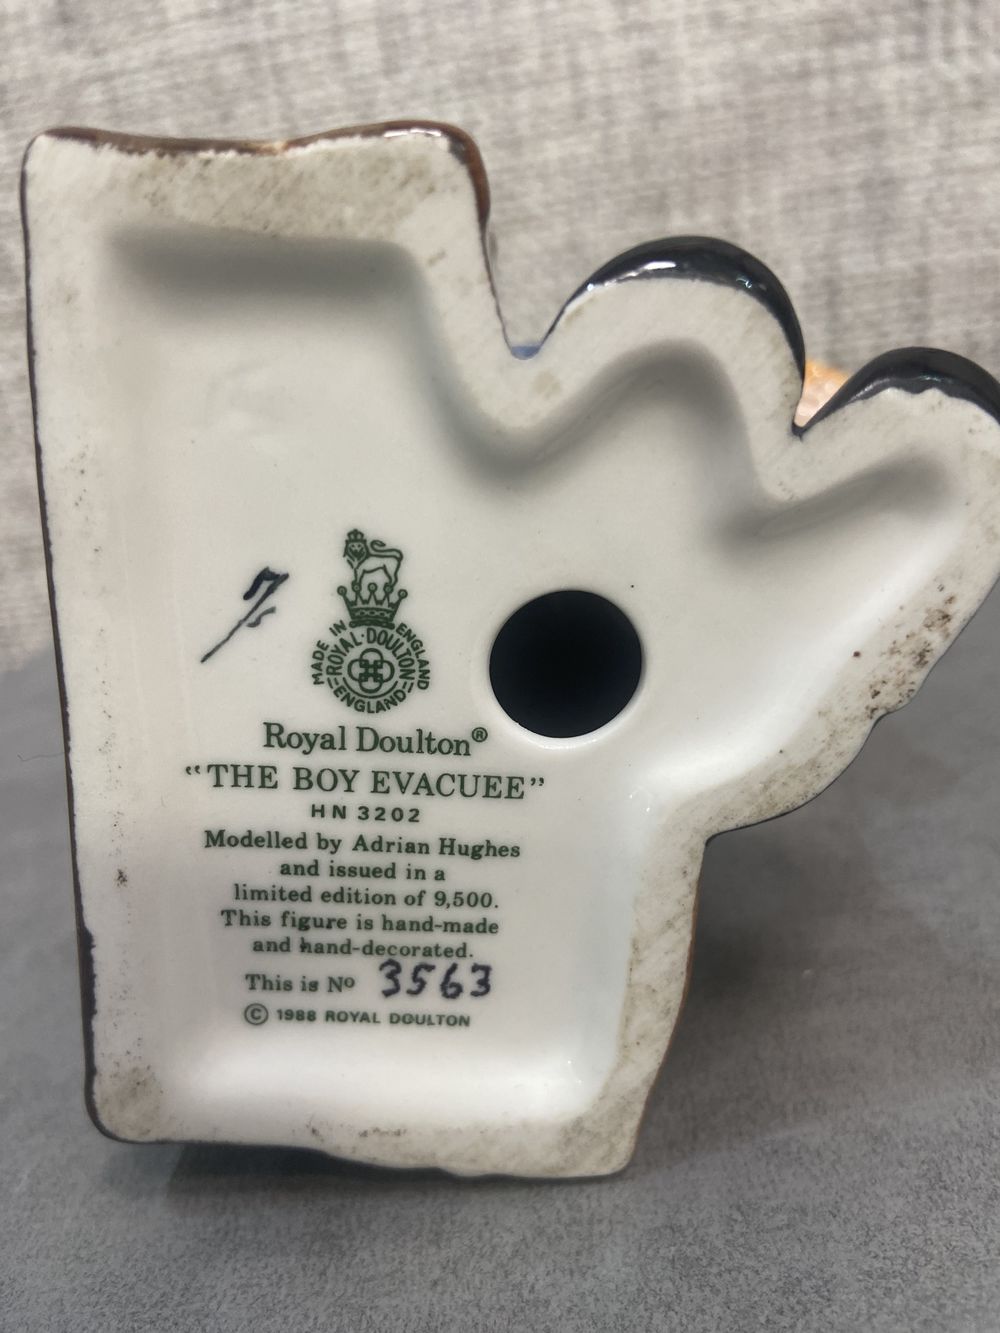 MADE IN ENGLAND
ROYAL·DOULTON
ENGLAND
Royal Doulton®
“THE BOY EVACUEE”
HN 3202
Modelled by Adrian Hughes
and issued in a
limited edition of 9,500.
This figure is hand-made
and hand-decorated.
This is Nº 3563
© 1988 ROYAL DOULTON